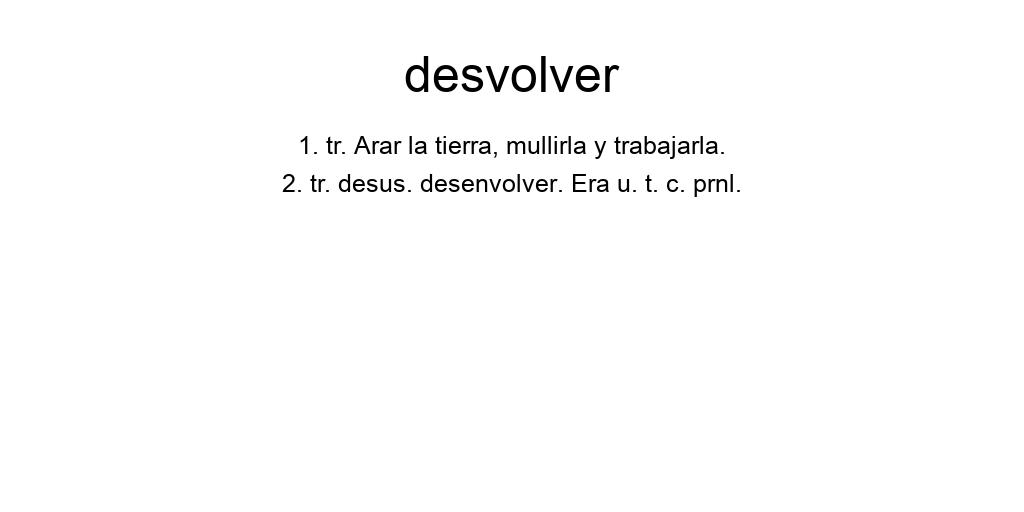 desvolver
1. tr. Arar la tierra, mullirla y trabajarla.
2. tr. desus. desenvolver. Era u. t. c. prnl.